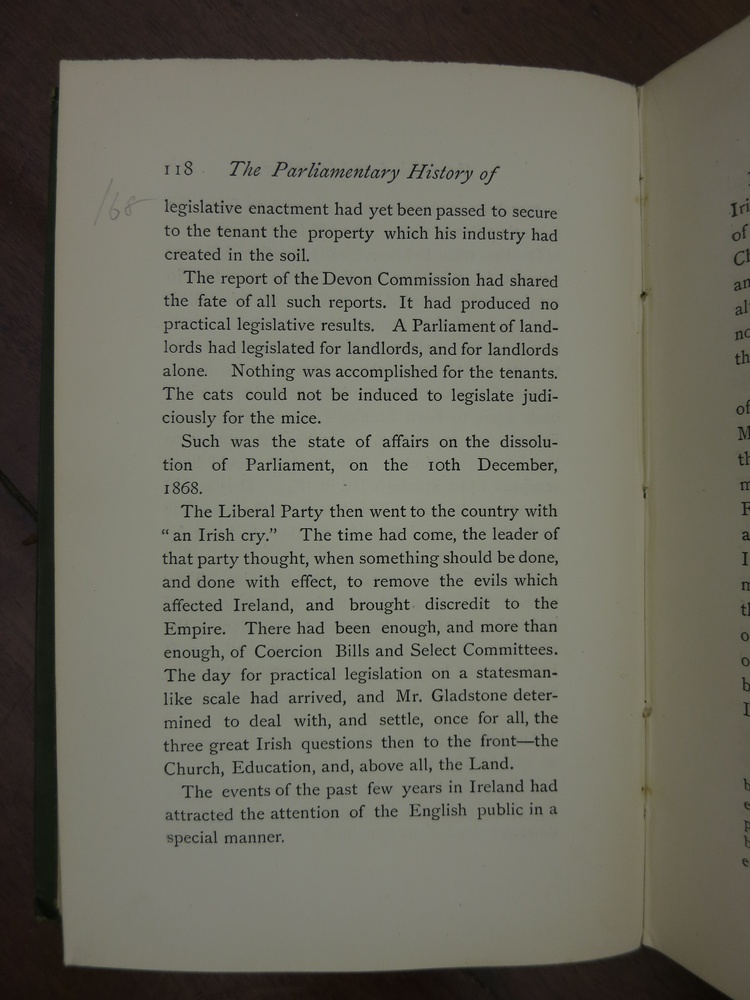 118 The Parliamentary History of
168
legislative enactment had yet been passed to secure
to the tenant the property which his industry had
created in the soil.
The report of the Devon Commission had shared
the fate of all such reports. It had produced no
practical legislative results. A Parliament of land-
lords had legislated for landlords, and for landlords
alone. Nothing was accomplished for the tenants.
The cats could not be induced to legislate judi-
ciously for the mice.
Such was the state of affairs on the dissolu-
tion of Parliament, on the 10th December,
1868.
The Liberal Party then went to the country with
“an Irish cry.” The time had come, the leader of
that party thought, when something should be done,
and done with effect, to remove the evils which
affected Ireland, and brought discredit to the
Empire. There had been enough, and more than
enough, of Coercion Bills and Select Committees.
The day for practical legislation on a statesman-
like scale had arrived, and Mr. Gladstone deter-
mined to deal with, and settle, once for all, the
three great Irish questions then to the front—the
Church, Education, and, above all, the Land.
The events of the past few years in Ireland had
attracted the attention of the English public in a
special manner.